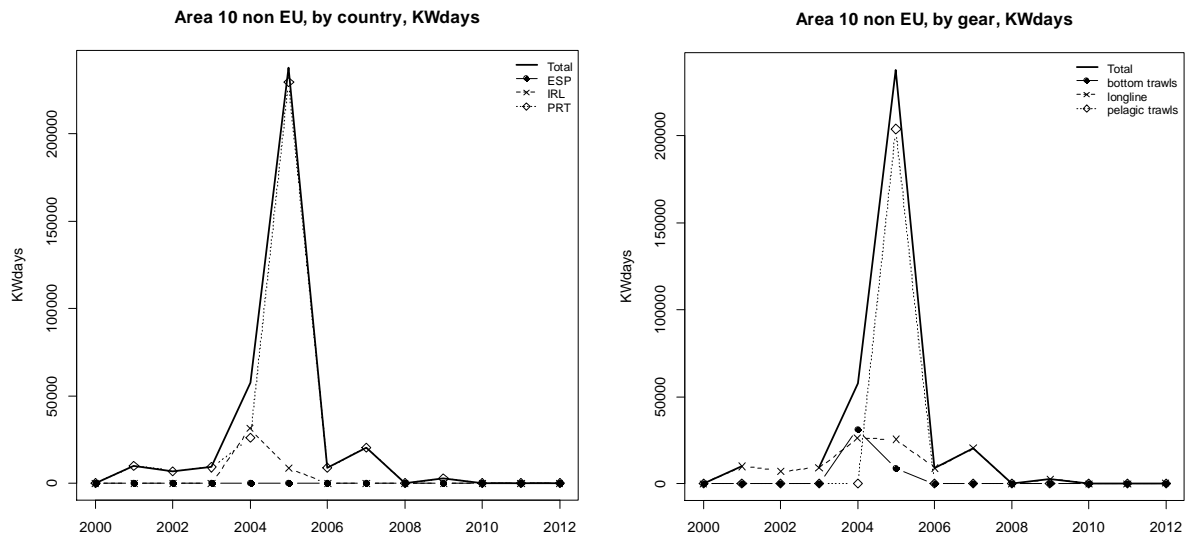 Area 10 non EU, by country, KWdays
Total
ESP
IRL
PRT
KWdays
200000
150000
100000
50000
0
2000 2002 2004 2006 2008 2010 2012
Area 10 non EU, by gear, KWdays
Total
bottom trawls
longline
pelagic trawls
KWdays
200000
150000
100000
50000
0
2000 2002 2004 2006 2008 2010 2012